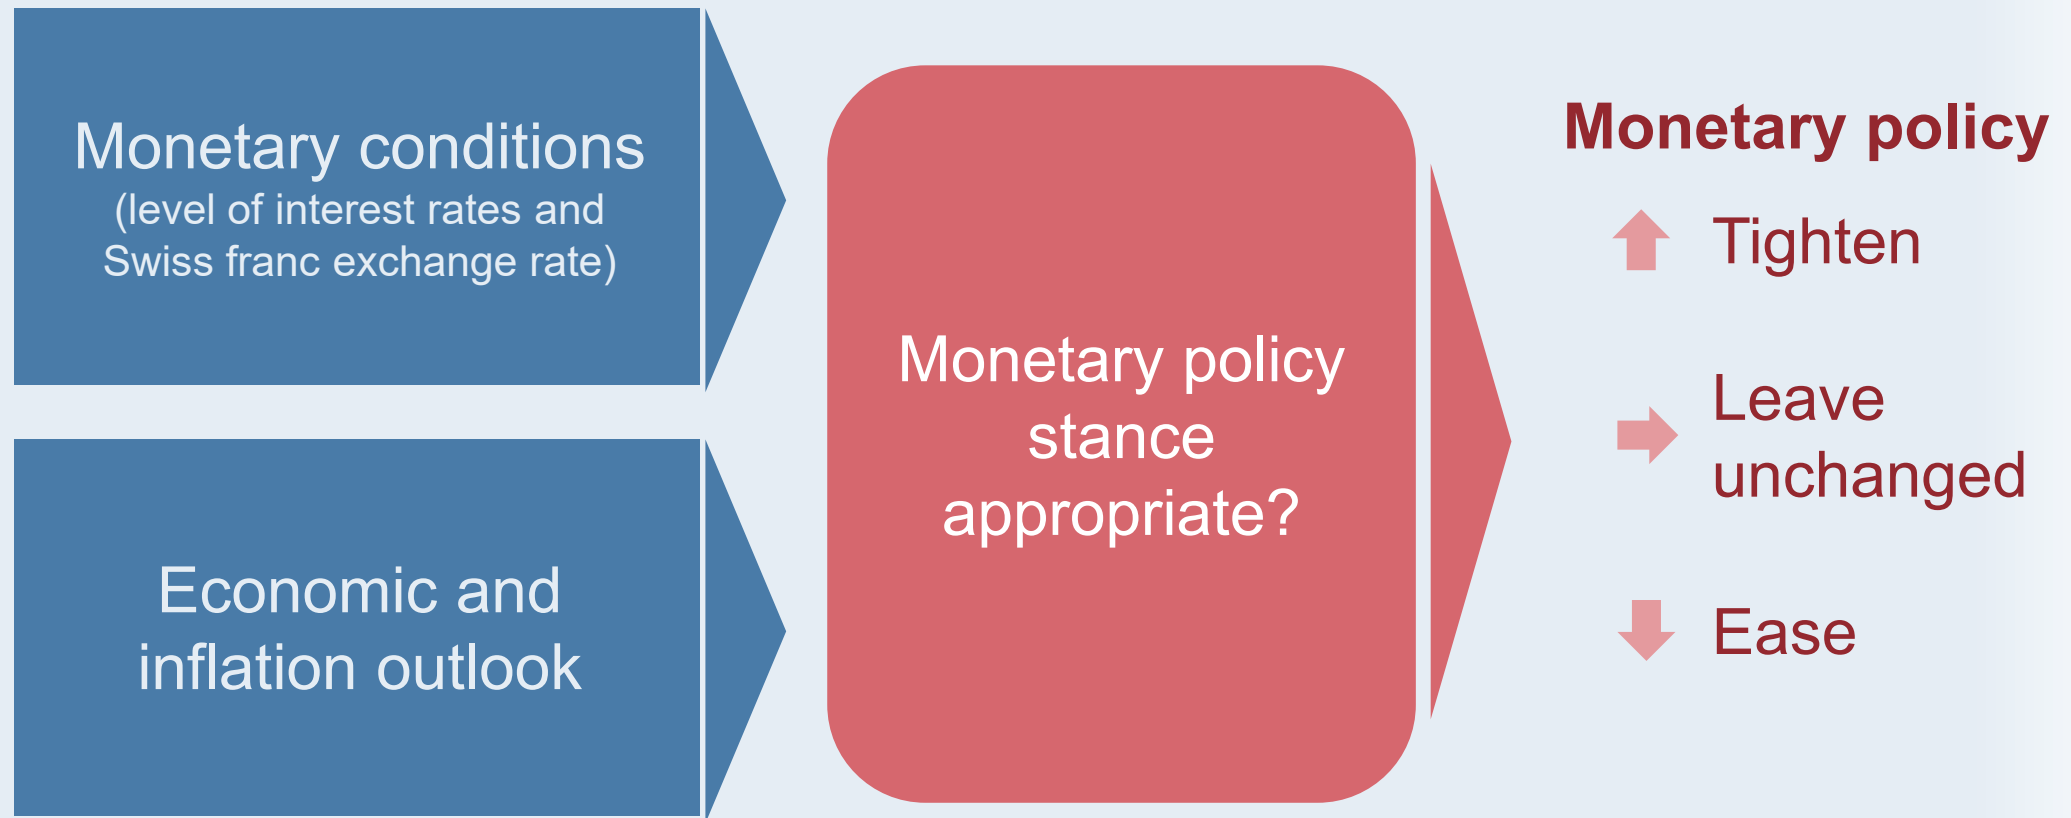 Monetary conditions
(level of interest rates and
Swiss franc exchange rate)
Economic and
inflation outlook
Monetary policy
stance
appropriate?
Monetary policy
Tighten
Leave
unchanged
Ease